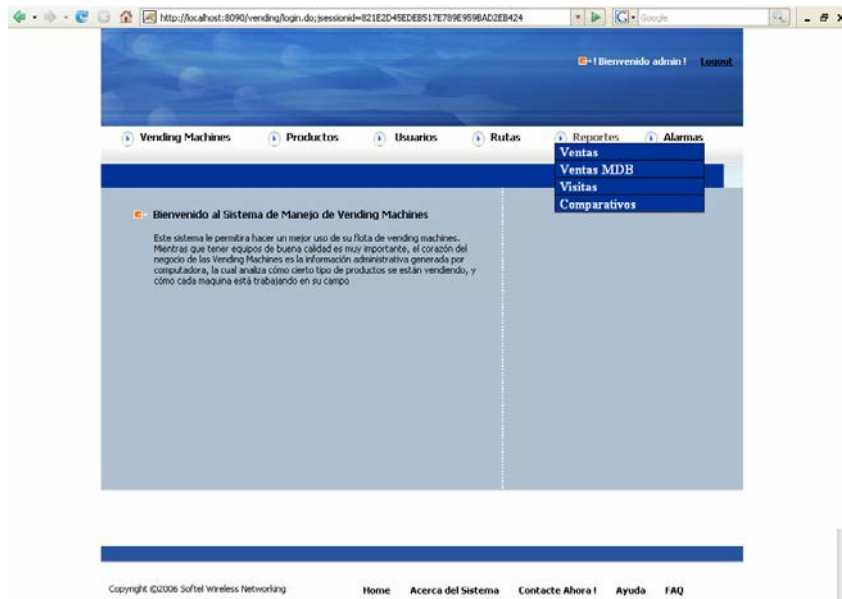 http://localhost:8090/vending/login.do;jsessionid=821E2D45EDEB517E789E959BAD2EB424
Google
! Bienvenido admin ! Logout
Vending Machines Productos Usuarios Rutas Reportes Alarmas
Ventas
Ventas MDB
Visitas
Comparativos
Bienvenido al Sistema de Manejo de Vending Machines
Este sistema le permitira hacer un mejor uso de su flota de vending machines.
Mentras que tener equipos de buena calidad es muy importante, el corazón del
negocio de las Vending Machines es la información administrativa generada por
computadora, la cual analiza cómo cierto tipo de productos se están vendiendo, y
cómo cada maquina está trabajando en su campo
Copyright ©2006 Softel Wireless Networking
Home Acerca del Sistema Contacte Ahora ! Ayuda FAQ